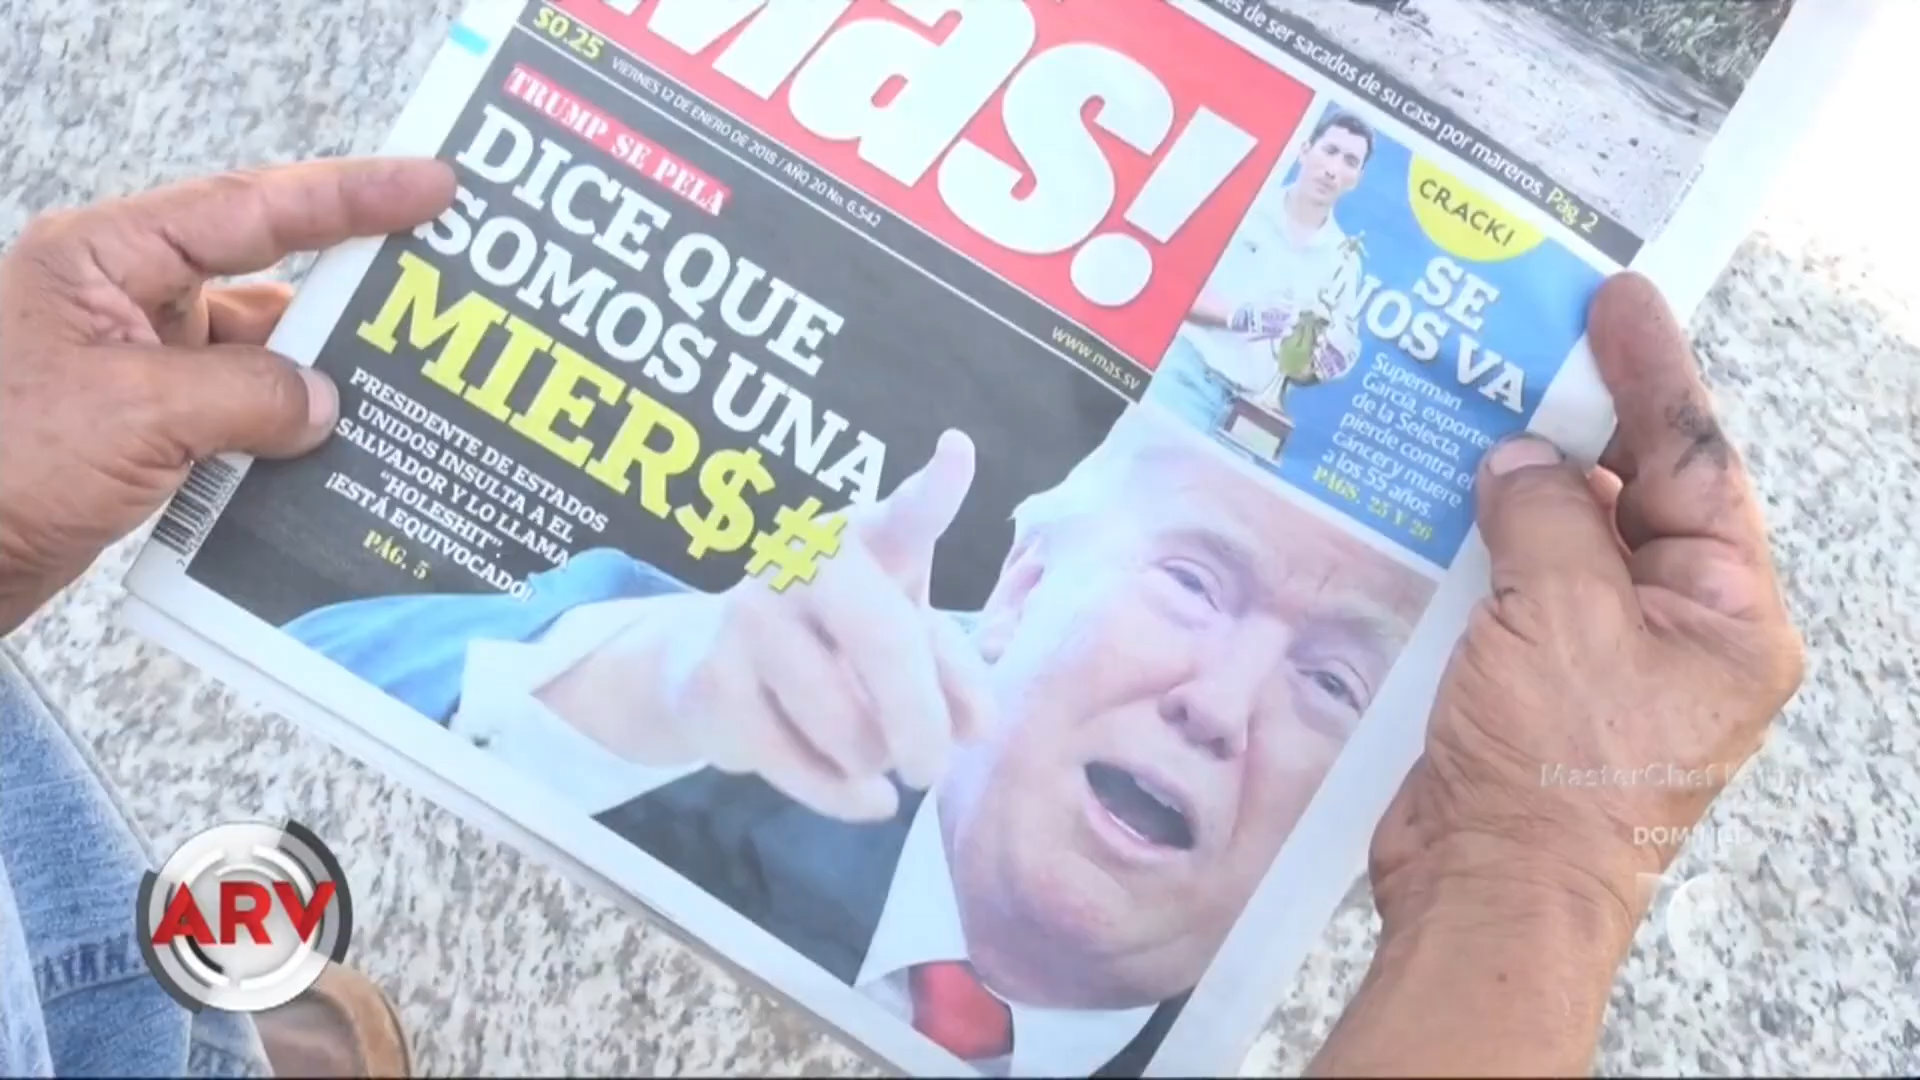 Más!
$0.25
VIERNES 12 DE ENERO DE 2018 / AÑO 20 No. 6,542
www.mas.sv
TRUMP SE PELA
DICE QUE
SOMOS UNA
MIER$#
PRESIDENTE DE ESTADOS
UNIDOS INSULTA A EL
SALVADOR Y LO LLAMA
"HOLESHIT".
¡ESTÁ EQUIVOCADO!
PÁG. 5
de ser sacados de su casa por mareros. Pág. 2
CRACK!
SE
NOS VA
Superman
García, exporte
de la Selecta,
pierde contra el
cáncer y muere
a los 55 años.
PÁGS. 25 Y 26
MasterChef
ARV